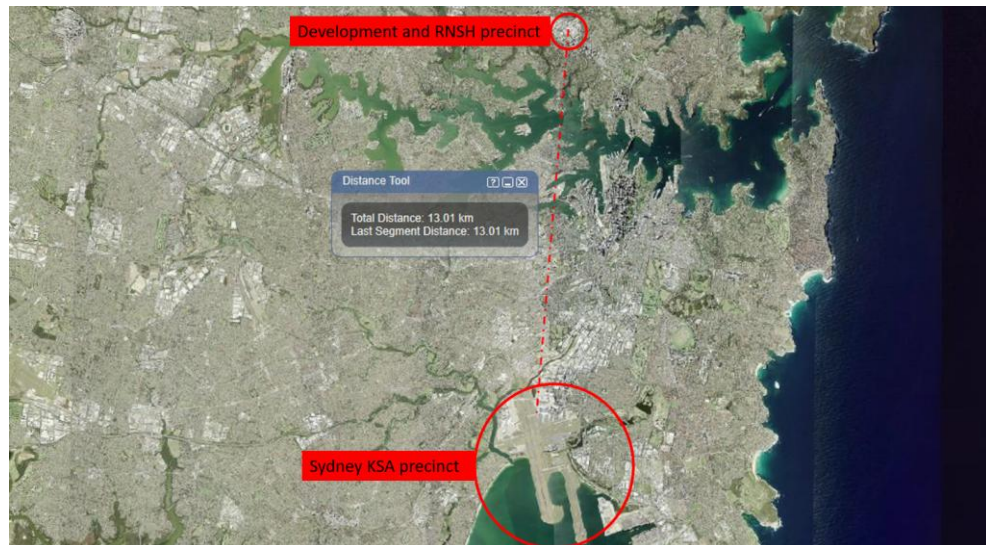 Development and RNSH precinct
Distance Tool
Total Distance: 13.01 km
Last Segment Distance: 13.01 km
Sydney KSA precinct